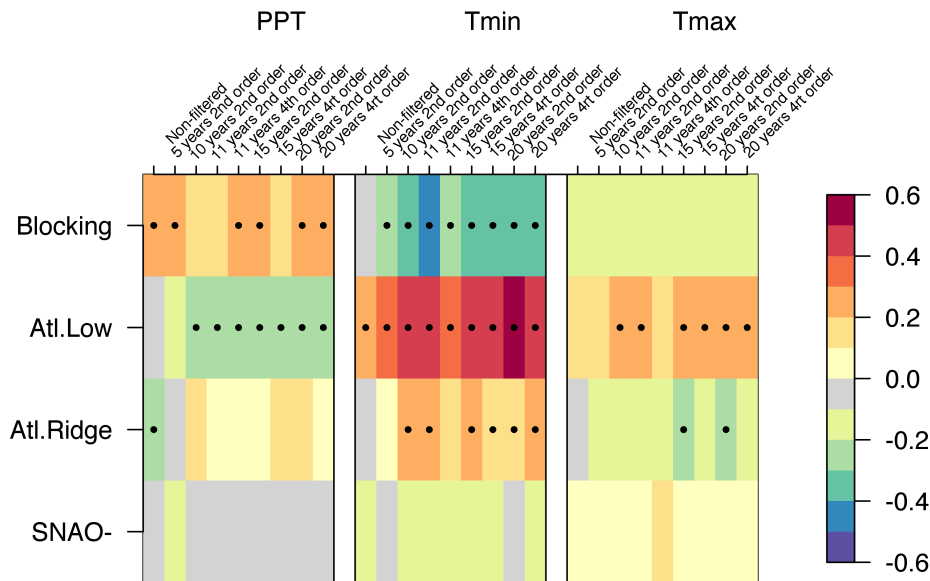 PPT
Tmin
Tmax
Non-filtered
5 years 2nd order
10 years 2nd order
11 years 2nd order
11 years 4th order
15 years 2nd order
15 years 4rt order
20 years 2nd order
20 years 4rt order
Non-filtered
5 years 2nd order
10 years 2nd order
11 years 2nd order
11 years 4th order
15 years 2nd order
15 years 4rt order
20 years 2nd order
20 years 4rt order
Non-filtered
5 years 2nd order
10 years 2nd order
11 years 2nd order
11 years 4th order
15 years 2nd order
15 years 4rt order
20 years 2nd order
20 years 4rt order
Blocking
Atl.Low
Atl.Ridge
SNAO-
0.6
0.4
0.2
0.0
-0.2
-0.4
-0.6